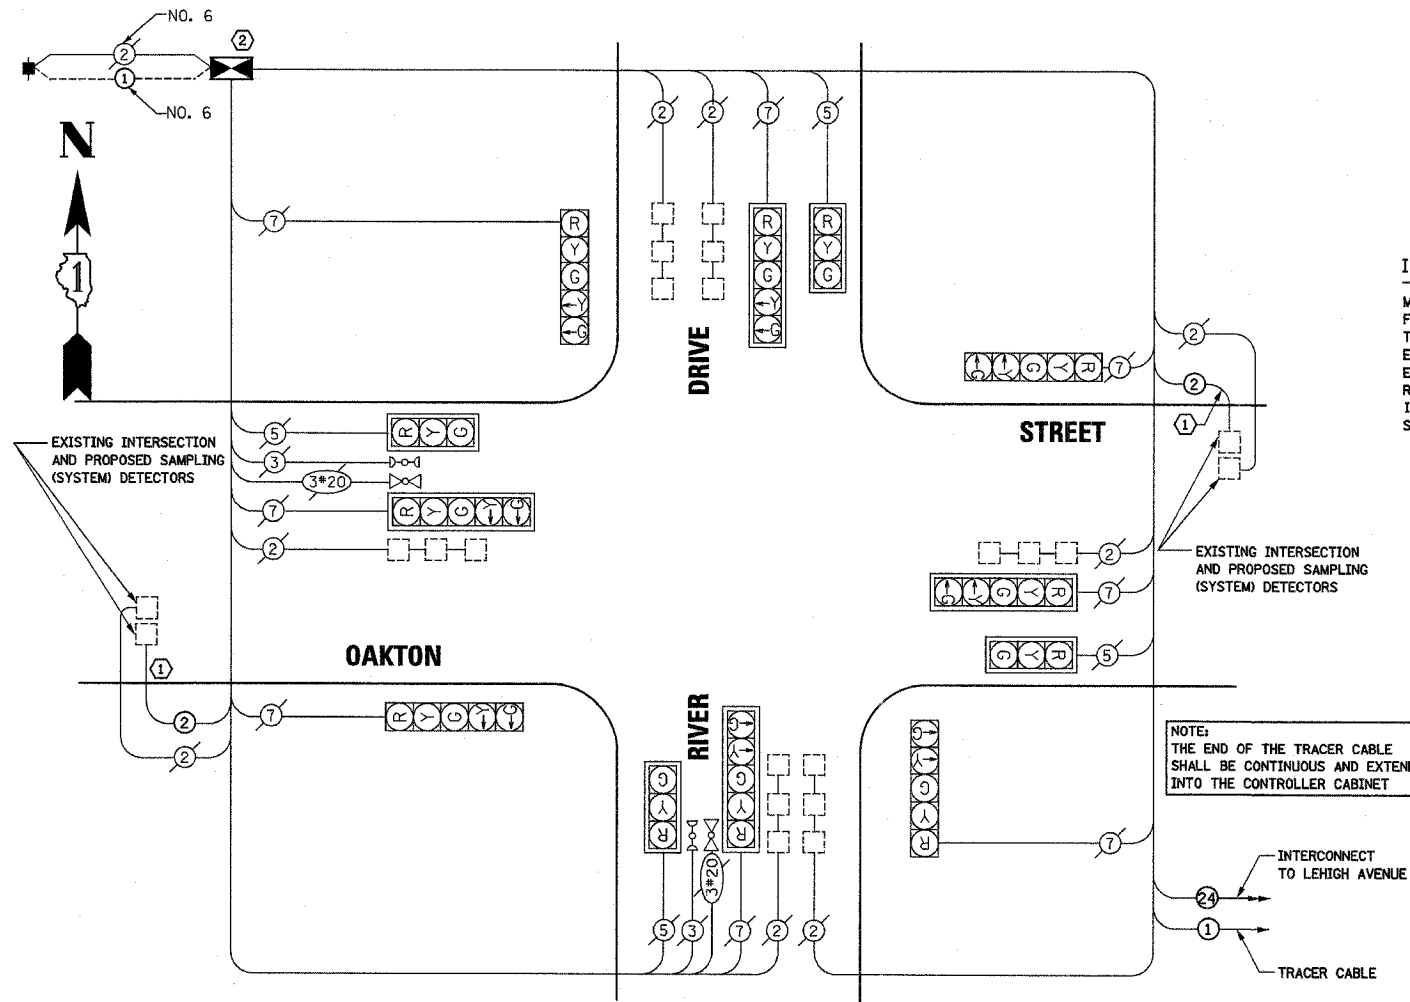 NO. 6
2
2
1
NO. 6
N
1
2
2
7
5
7
R
Y
G
Y
G
R
Y
G
Y
G
R
Y
G
DRIVE
2
G Y G Y R
7
2
1
STREET
EXISTING INTERSECTION
AND PROPOSED SAMPLING
(SYSTEM) DETECTORS
5
R Y G
3
3#20
7
R Y G Y G
2
2
EXISTING INTERSECTION
AND PROPOSED SAMPLING
(SYSTEM) DETECTORS
G Y G Y R
7
G Y R
5
OAKTON
1
2
2
7
R Y G Y G
RIVER
G
Y
R
G
Y
G
Y
R
3#20
5
3
7
2
2
G
Y
G
Y
R
7
NOTE:
THE END OF THE TRACER CABLE
SHALL BE CONTINUOUS AND EXTEND
INTO THE CONTROLLER CABINET
INTERCONNECT
TO LEHIGH AVENUE
24
1
TRACER CABLE
I
M
F
T
E
E
R
I
S